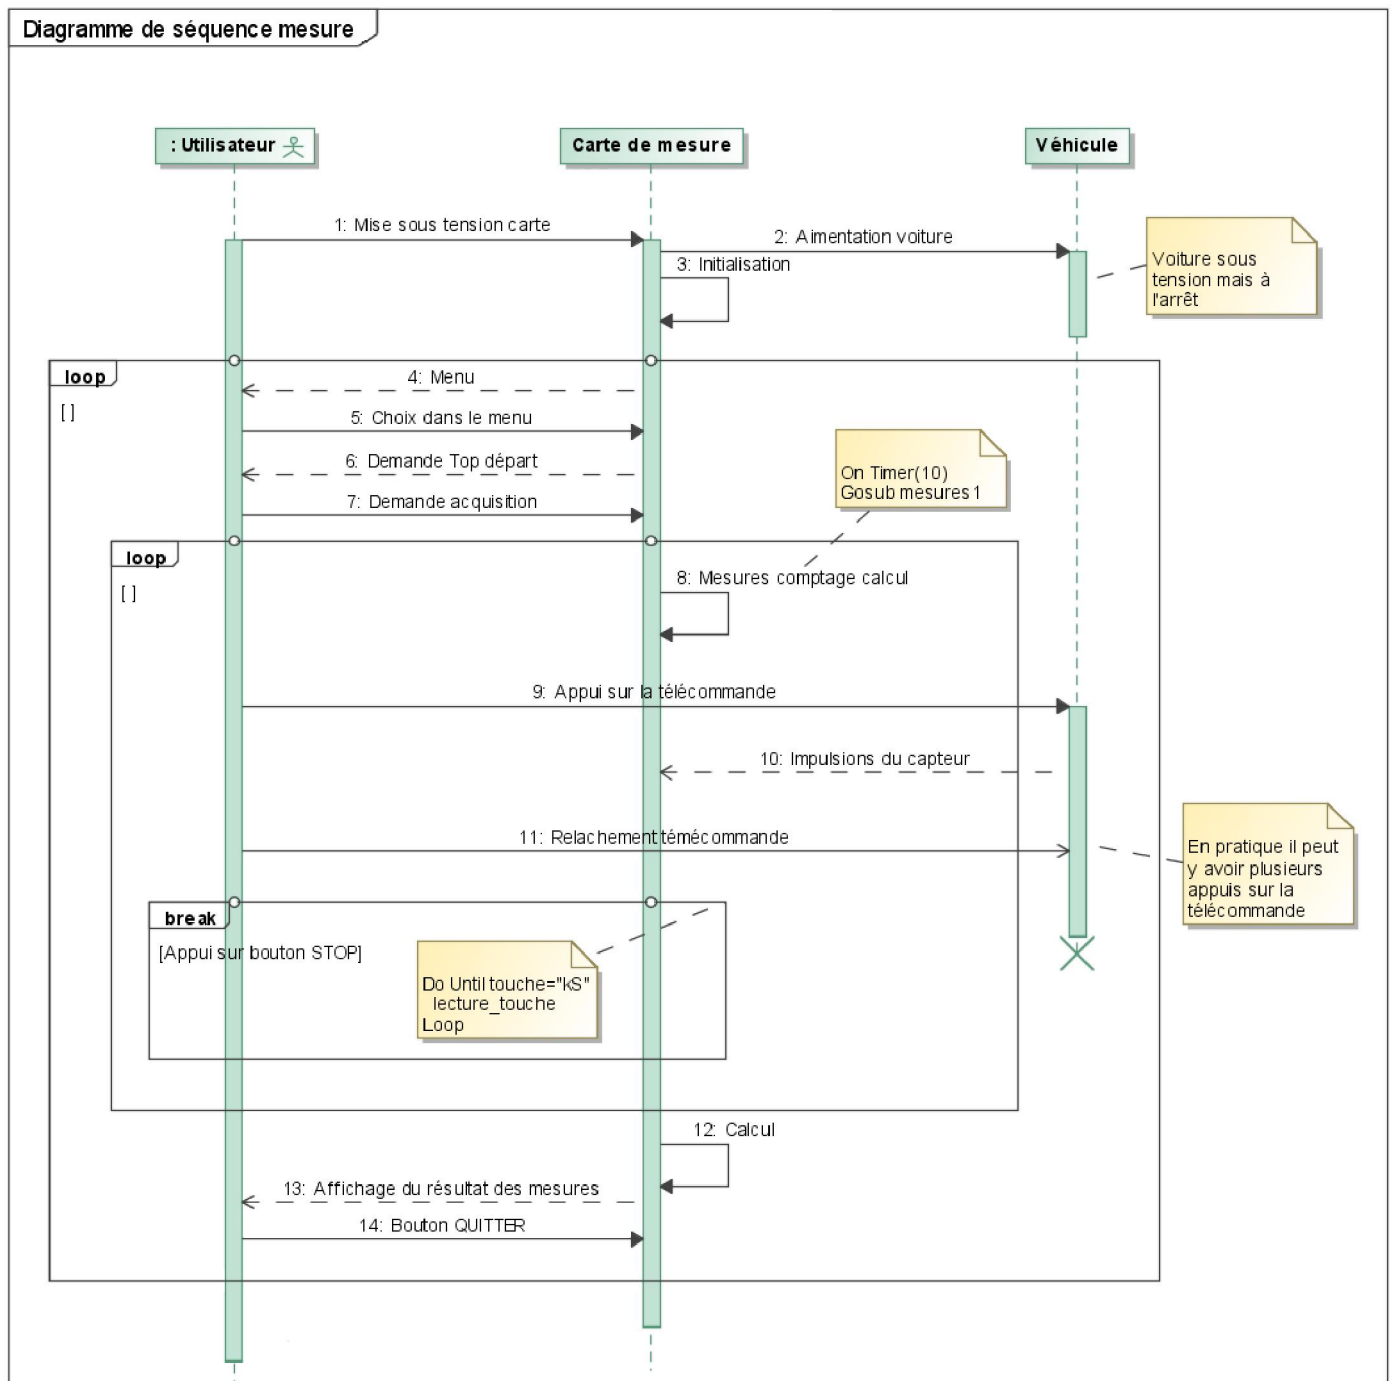 Diagramme de séquence mesure
: Utilisateur
Carte de mesure
Véhicule
1: Mise sous tension carte
2: Aimentation voiture
3: Initialisation
Voiture sous
tension mais à
l'arrêt
loop
[ ]
4: Menu
5: Choix dans le menu
6: Demande Top départ
7: Demande acquisition
On Timer(10)
Gosub mesures1
loop
[ ]
8: Mesures comptage calcul
9: Appui sur la télécommande
10: Impulsions du capteur
11: Relachement témécommande
En pratique il peut
y avoir plusieurs
appuis sur la
télécommande
break
[Appui sur bouton STOP]
Do Until touche="kS"
lecture_touche
Loop
12: Calcul
13: Affichage du résultat des mesures
14: Bouton QUITTER